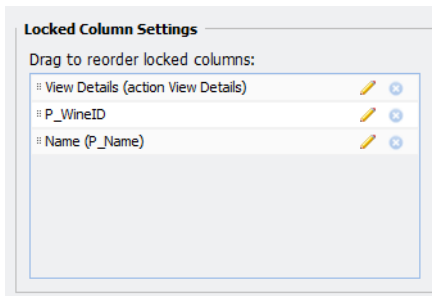 Locked Column Settings
Drag to reorder locked columns:
View Details (action View Details)
P_WineID
Name (P_Name)